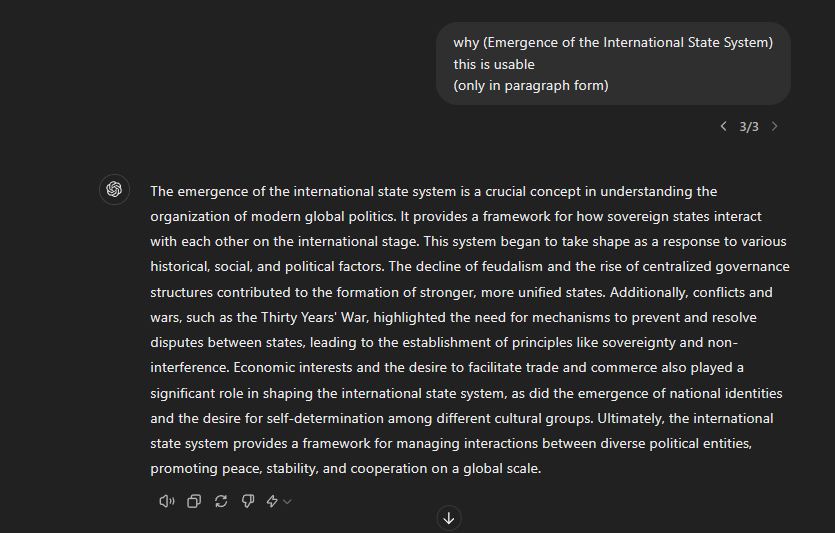 why (Emergence of the International State System)
this is usable
(only in paragraph form)
3/3
The emergence of the international state system is a crucial concept in understanding the
organization of modern global politics. It provides a framework for how sovereign states interact
with each other on the international stage. This system began to take shape as a response to various
historical, social, and political factors. The decline of feudalism and the rise of centralized governance
structures contributed to the formation of stronger, more unified states. Additionally, conflicts and
wars, such as the Thirty Years' War, highlighted the need for mechanisms to prevent and resolve
disputes between states, leading to the establishment of principles like sovereignty and non-
interference. Economic interests and the desire to facilitate trade and commerce also played a
significant role in shaping the international state system, as did the emergence of national identities
and the desire for self-determination among different cultural groups. Ultimately, the international
state system provides a framework for managing interactions between diverse political entities,
promoting peace, stability, and cooperation on a global scale.